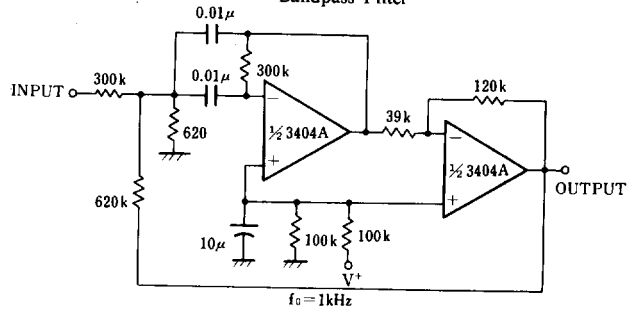 Bandpass Filter
0.01μ
0.01μ
300k
300k
INPUT
620
620k
½ 3404A
39k
120k
½ 3404A
OUTPUT
10μ
100k
100k
V+
f₀=1kHz
-
+
-
+